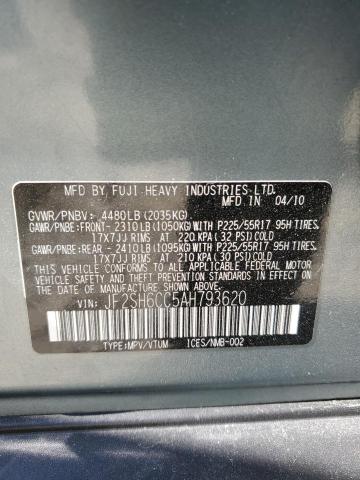 MFD. BY FUJI HEAVY INDUSTRIES-LTD.
MFD IN 04/10
GVWR/PNBV: 4480LB(2035KG)
GAWR/PNBE:FRONT- 2310LB(1050KG)WITH P225/55R17 95H TIRES,
17X7JJ RIMS AT 220 KPA(32 PSI)COLD
GAWR/PNBE:REAR - 2410LB(1095KG)WITH P225/55R17 95H TIRES,
17X7JJ RIMS AT 210 KPA(30 PSI)COLD
THIS VEHICLE CONFORMS TO ALL APPLICABLE FEDERAL MOTOR
VEHICLE SAFETY, BUMPER, AND THEFT PREVENTION STANDARDS
IN EFFECT ON THE DATE OF MANUFACTURE SHOWN ABOVE.
JF2SH6CC5AH793620
TYPE:MPV/VTUM ICES/NMB-002